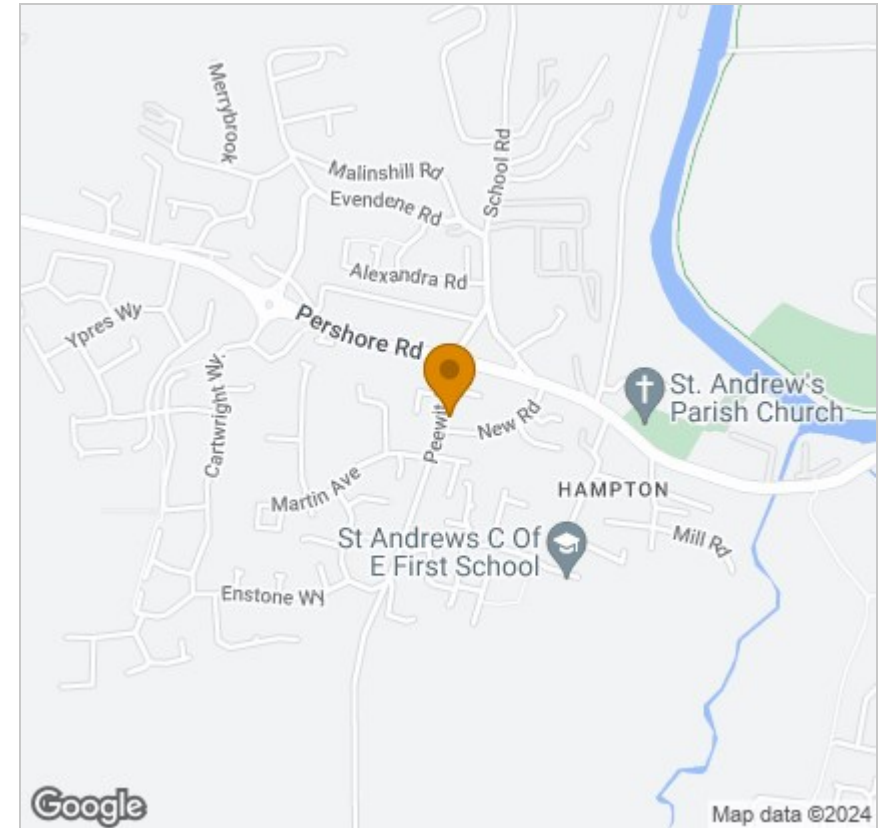 Merrybrook
Malinshill Rd
School Rd
Evendene Rd
Alexandra Rd
Ypres Wy
Pershore Rd
St. Andrew's
Parish Church
Cartwright Wy
Peewit
New Rd
Martin Ave
HAMPTON
St Andrews C Of
E First School
Mill Rd
Enstone Wy
Google
Map data ©2024